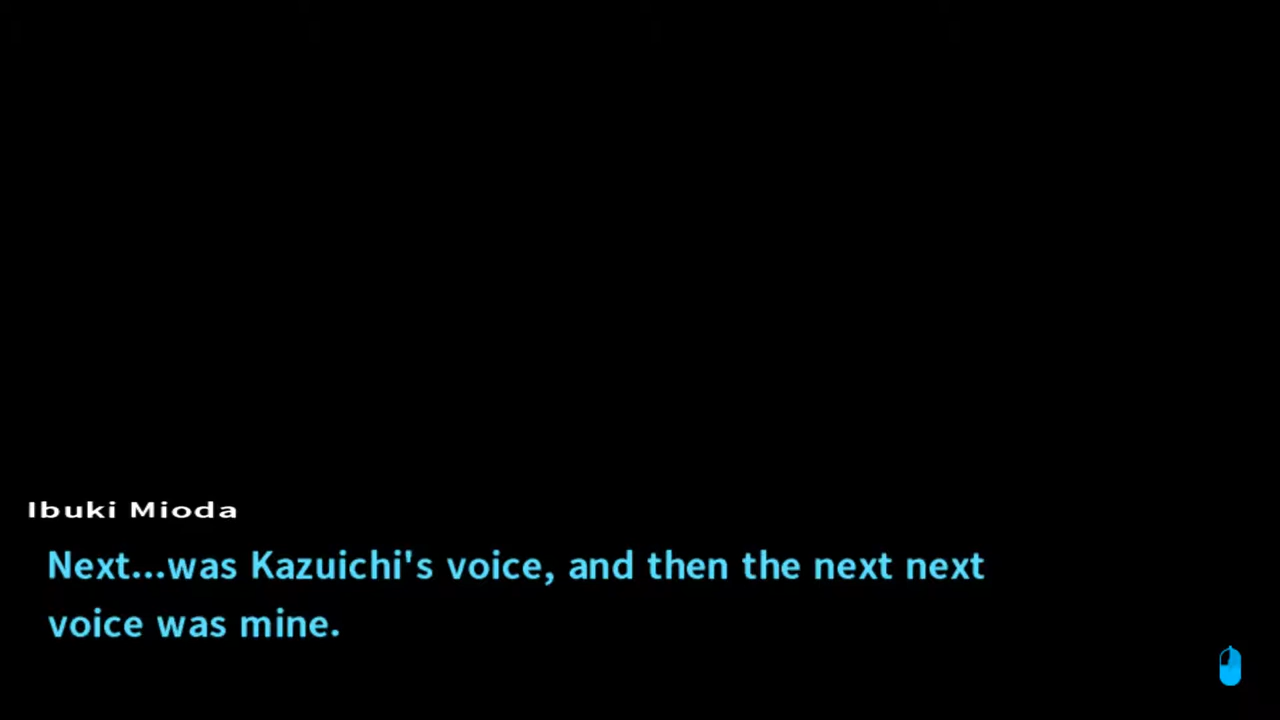 Ibuki Mioda
Next...was Kazuichi's voice, and then the next next
voice was mine.